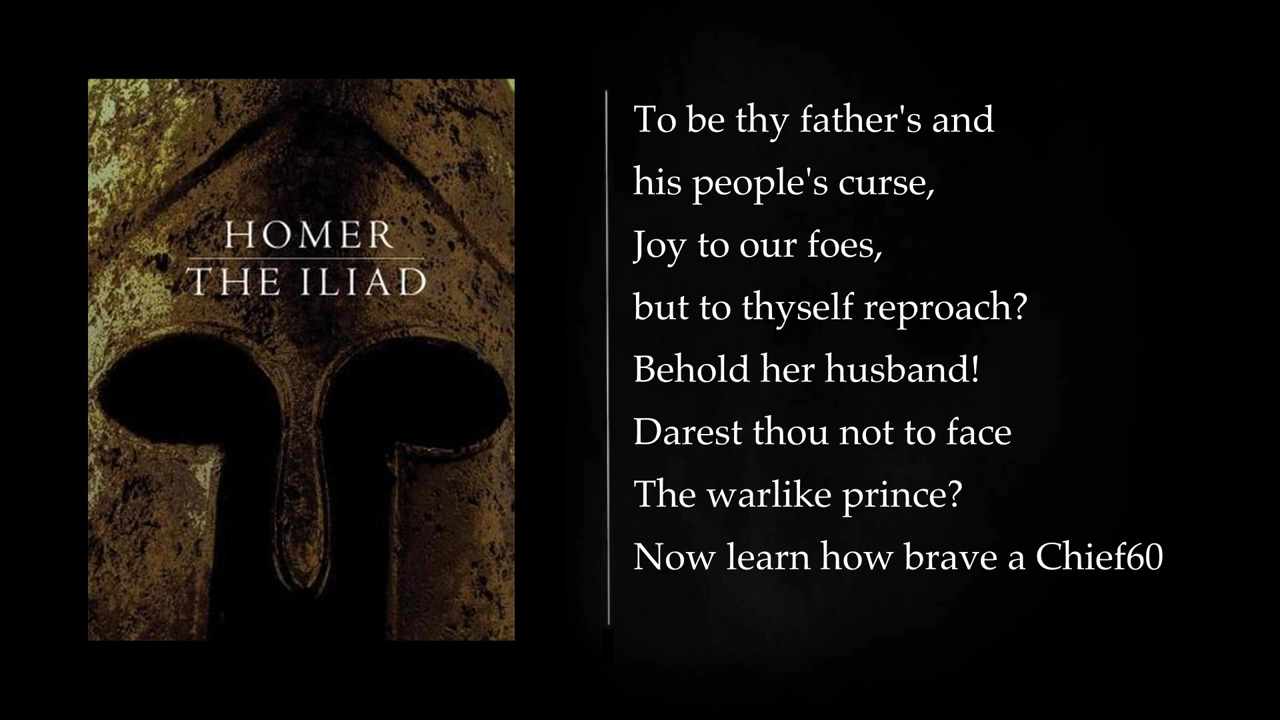 HOMER
THE ILIAD
To be thy father's and
his people's curse,
Joy to our foes,
but to thyself reproach?
Behold her husband!
Darest thou not to face
The warlike prince?
Now learn how brave a Chief60